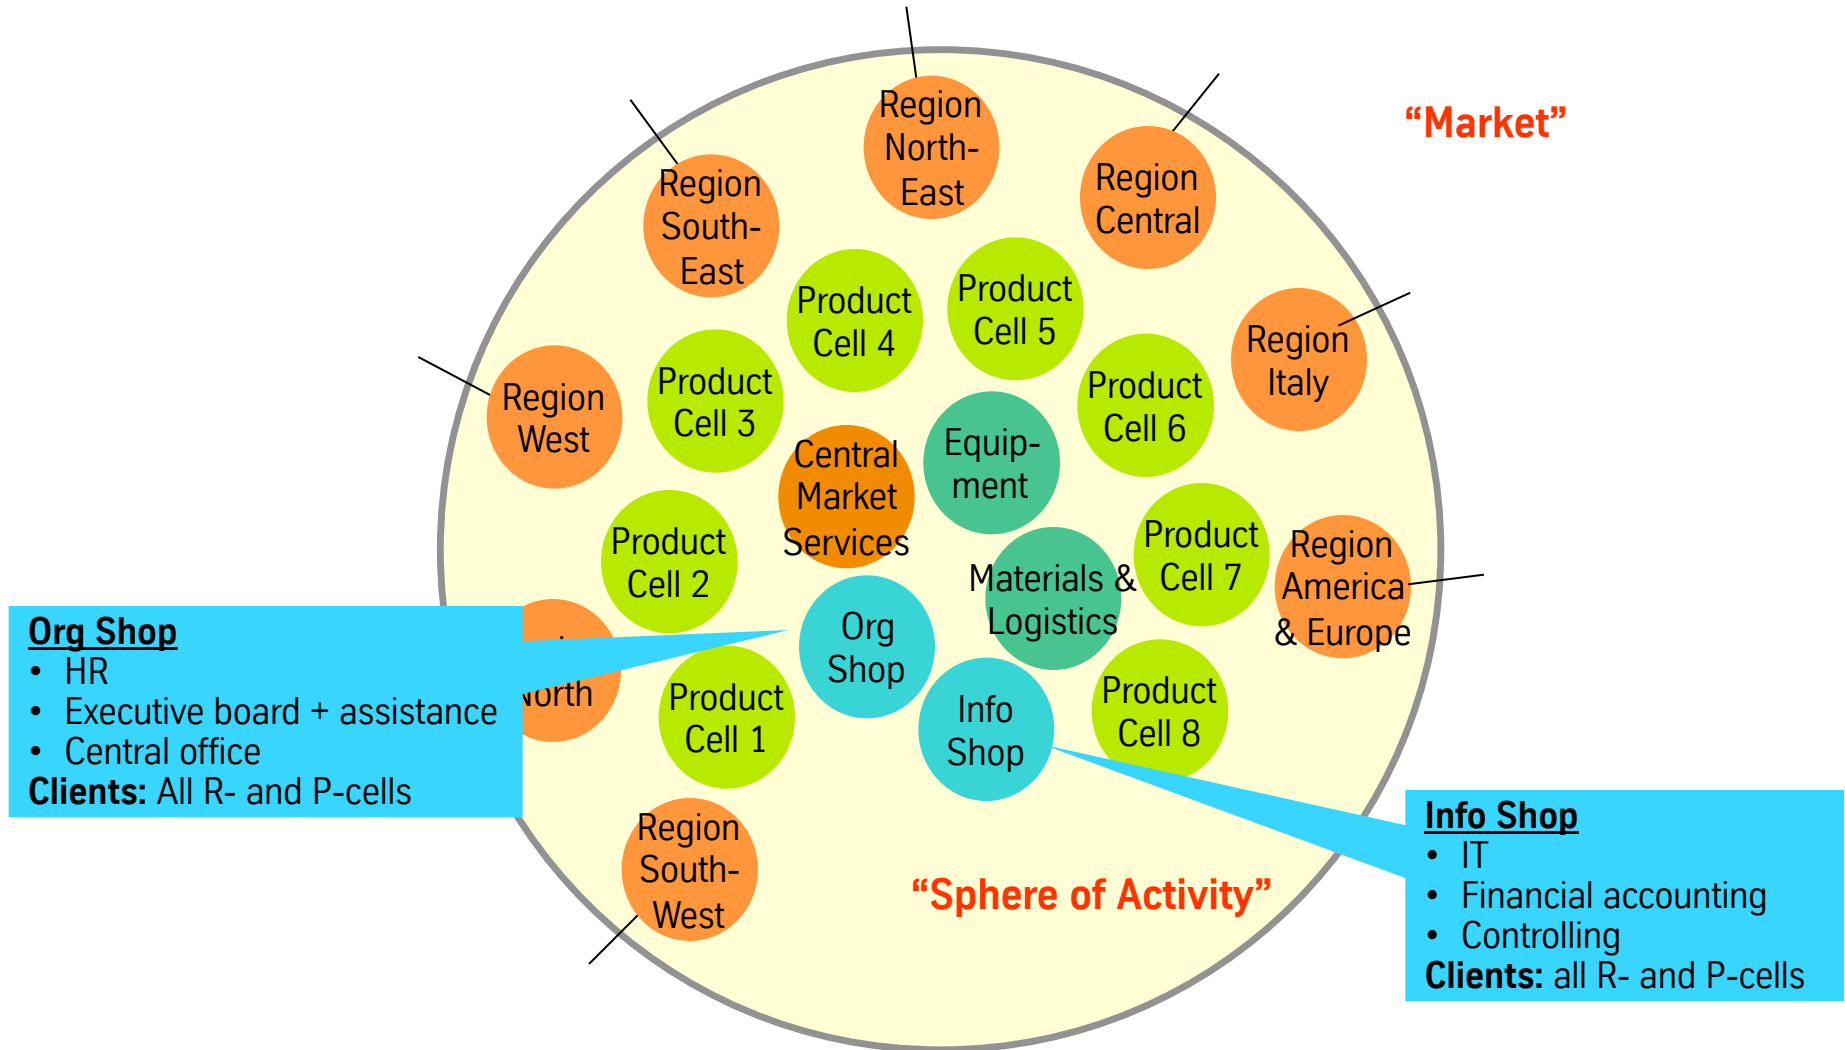 Region
North-
East
“Market”
Region
Central
Region
South-
East
Product
Cell 4
Product
Cell 5
Region
Italy
Product
Cell 3
Product
Cell 6
Region
West
Central
Market
Services
Equip-
ment
Product
Cell 2
Product
Cell 7
Region
America
& Europe
Materials &
Logistics
Org
Shop
North
Product
Cell 1
Info
Shop
Product
Cell 8
Region
South-
West
“Sphere of Activity”
Org Shop
• HR
• Executive board + assistance
• Central office
Clients: All R- and P-cells
Info Shop
• IT
• Financial accounting
• Controlling
Clients: all R- and P-cells